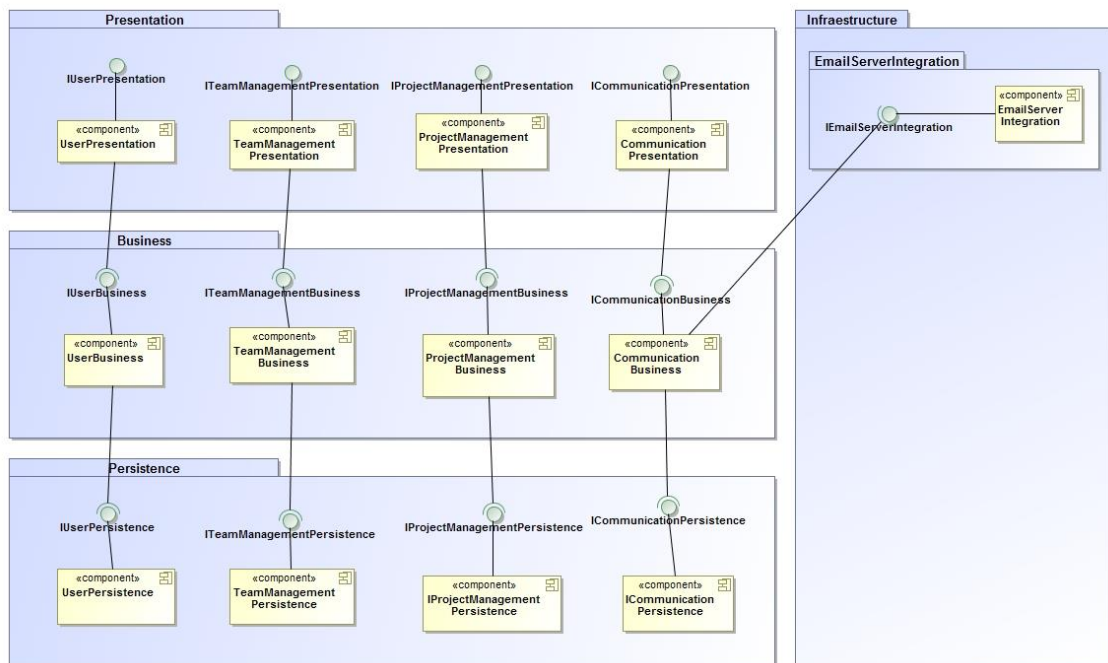 Presentation
Infraestructure
IUserPresentation
ITeamManagementPresentation
IProjectManagementPresentation
ICommunicationPresentation
EmailServerIntegration
«component»
EmailServer
Integration
IEmailServerIntegration
«component»
UserPresentation
«component»
TeamManagement
Presentation
«component»
ProjectManagement
Presentation
«component»
Communication
Presentation
Business
IUserBusiness
ITeamManagementBusiness
IProjectManagementBusiness
ICommunicationBusiness
«component»
UserBusiness
«component»
TeamManagement
Business
«component»
ProjectManagement
Business
«component»
Communication
Business
Persistence
IUserPersistence
ITeamManagementPersistence
IProjectManagementPersistence
ICommunicationPersistence
«component»
UserPersistence
«component»
TeamManagement
Persistence
«component»
IProjectManagement
Persistence
«component»
ICommunication
Persistence